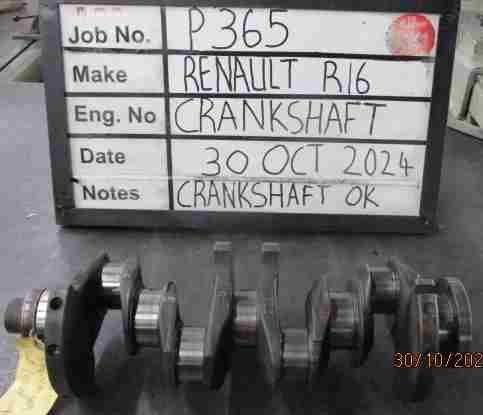 Job No. P365
Make RENAULT R16
Eng. No CRANKSHAFT
Date 30 OCT 2024
Notes CRANKSHAFT OK
30/10/202